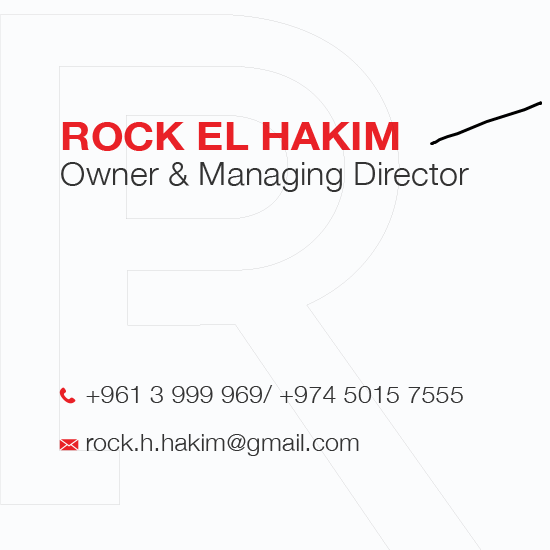 ROCK EL HAKIM
Owner & Managing Director
+961 3 999 969/ +974 5015 7555
rock.h.hakim@gmail.com